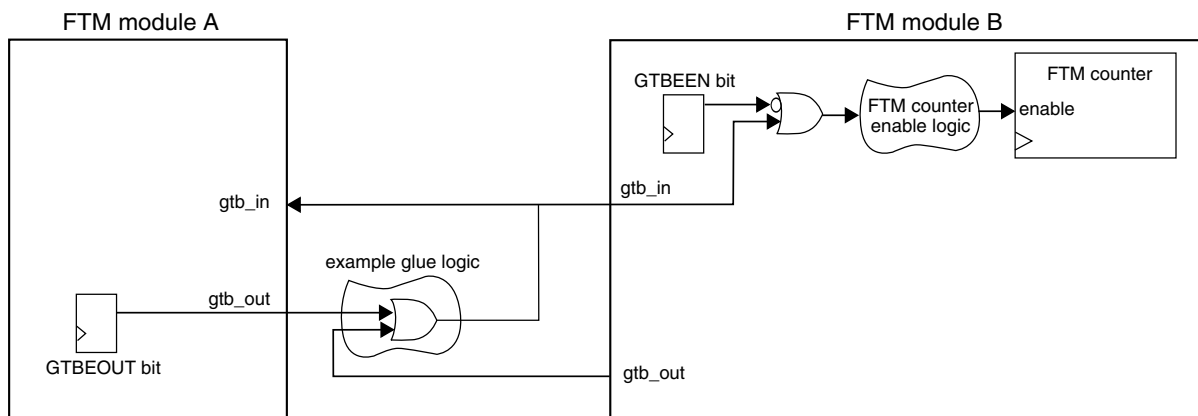 FTM module A
FTM module B
GTBEEN bit
FTM counter
enable logic
FTM counter
enable
gtb_in
gtb_in
example glue logic
gtb_out
GTBEOUT bit
gtb_out